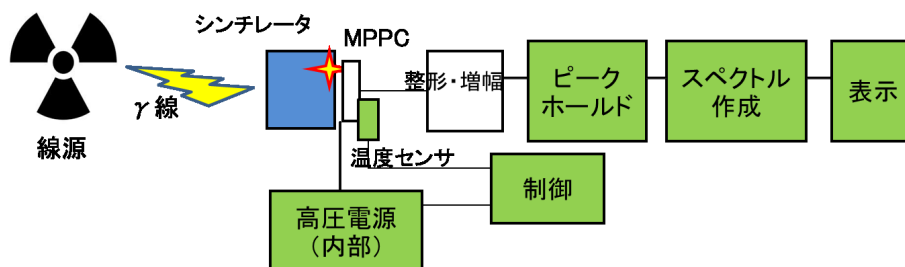 シンチレータ
MPPC
γ線
線源
整形・増幅
ピーク
ホールド
スペクトル
作成
表示
温度センサ
制御
高圧電源
（内部）